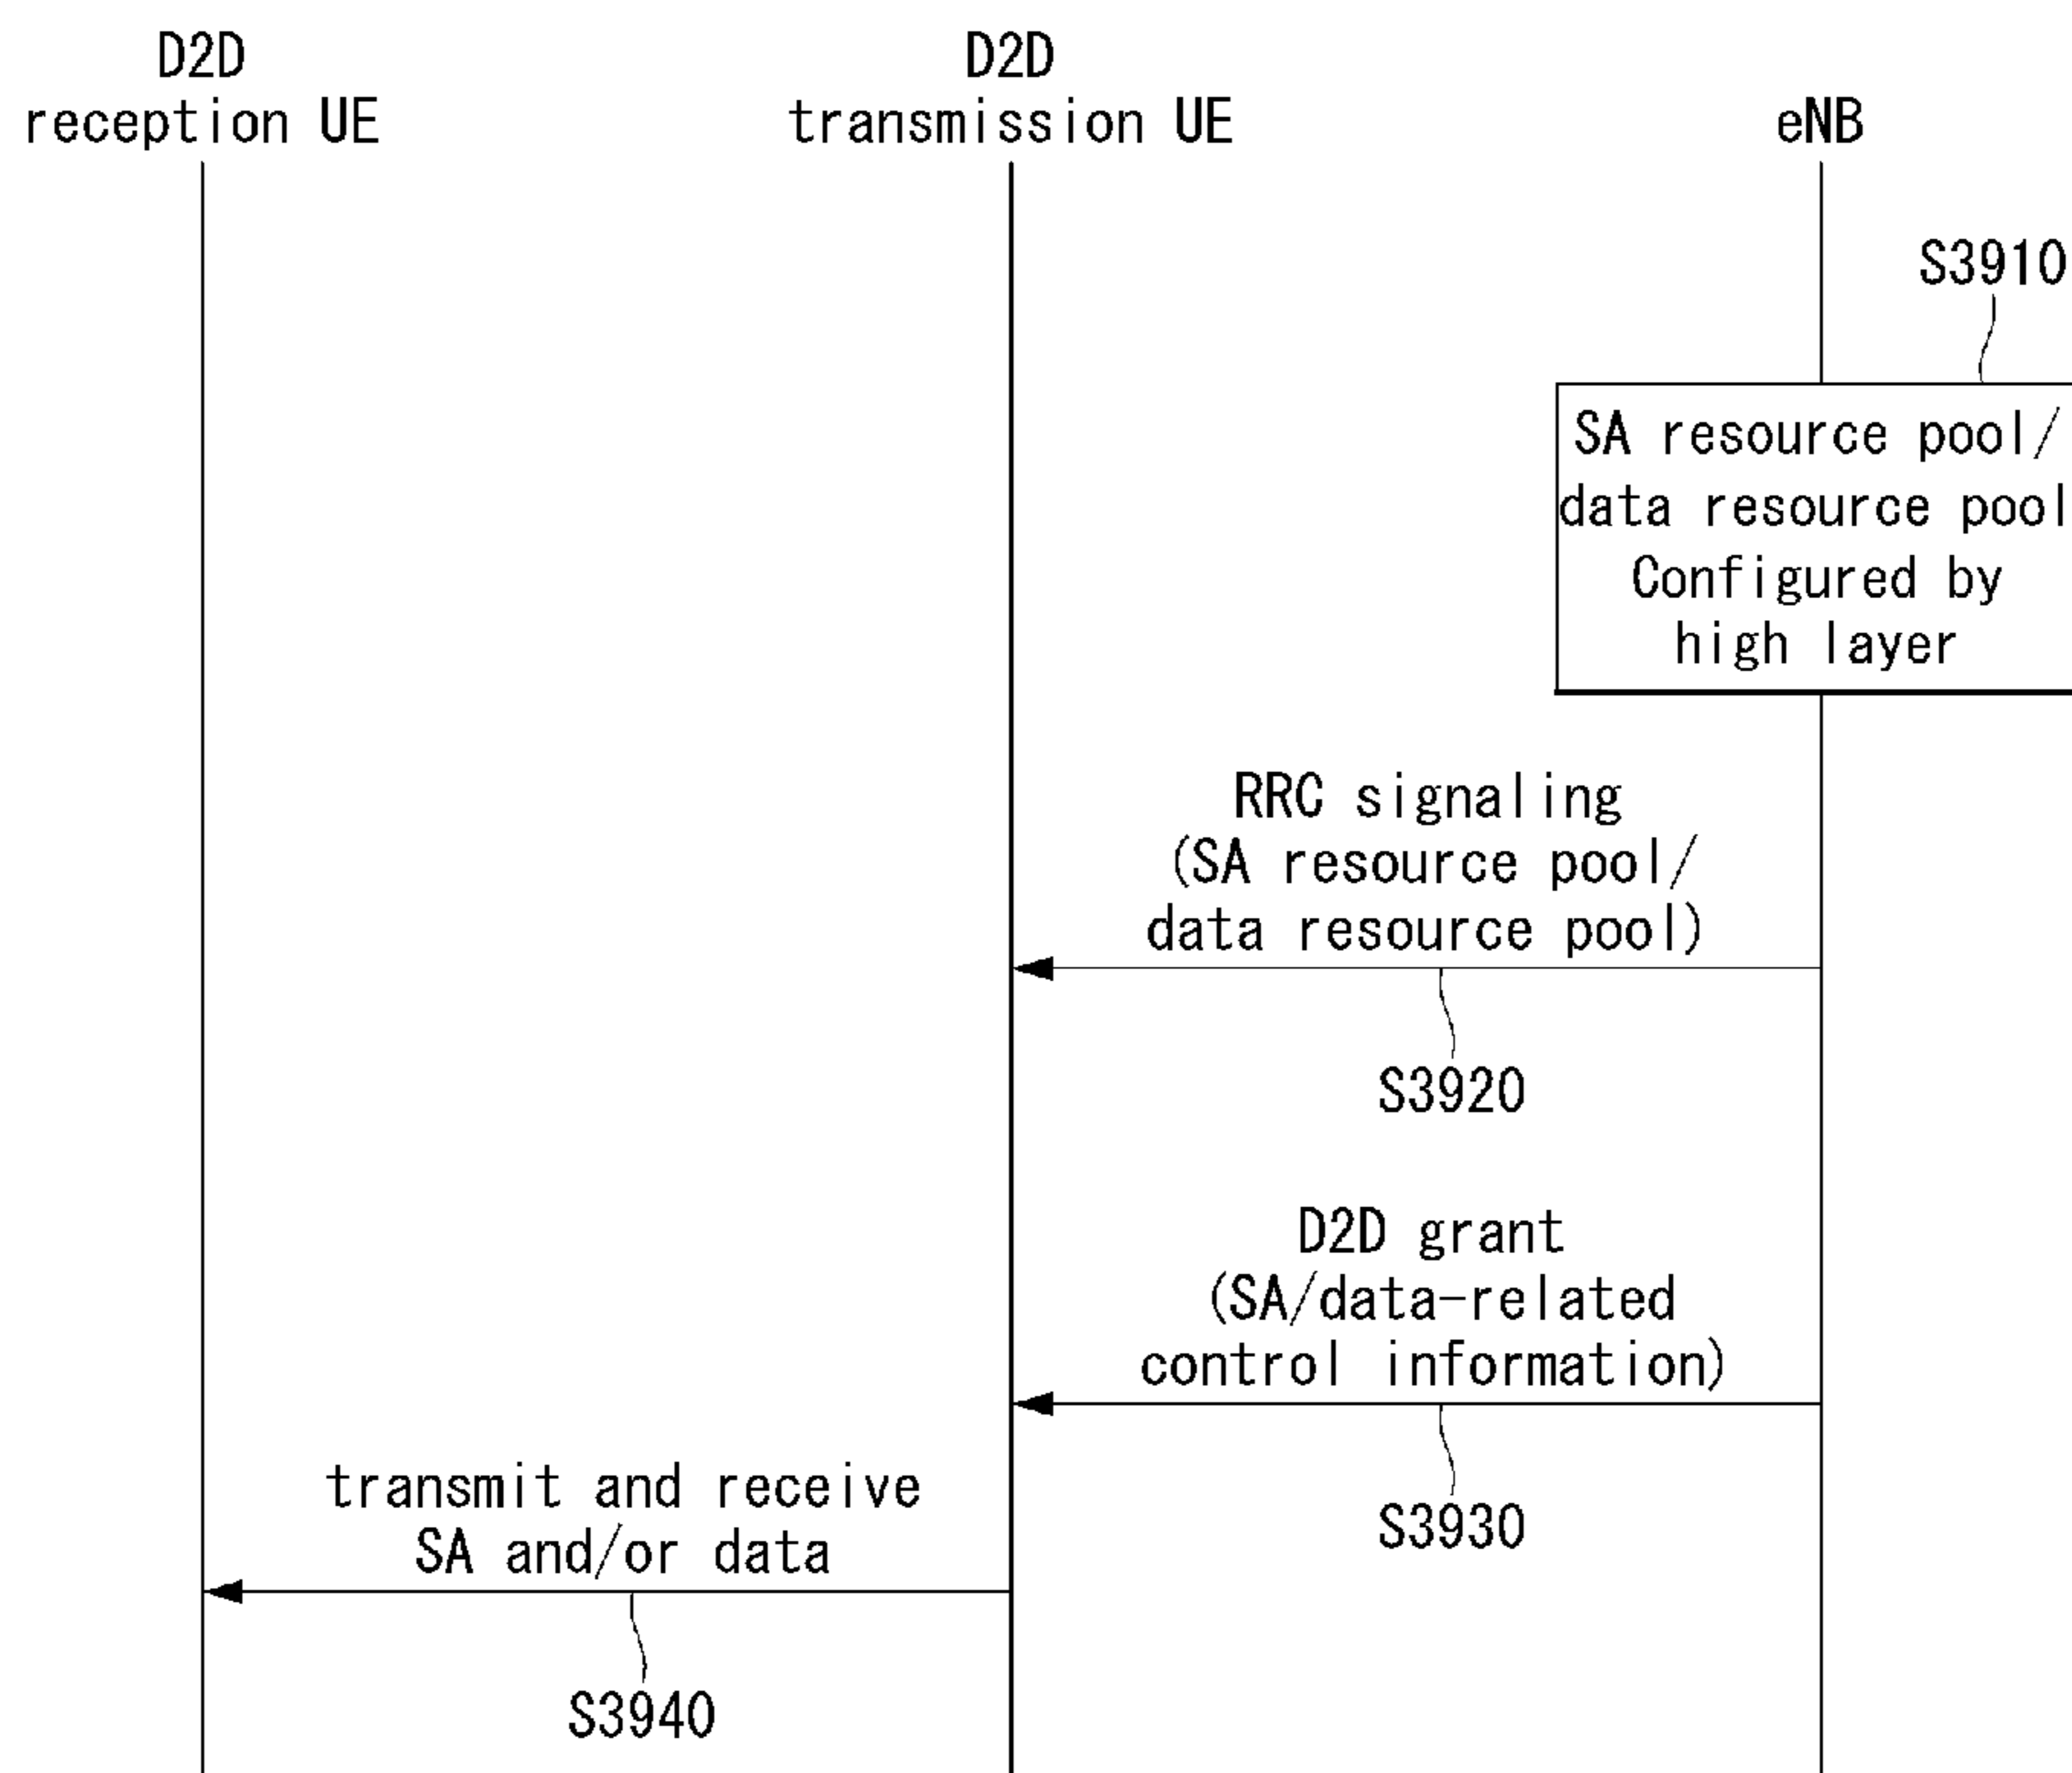 D2D
reception UE
D2D
transmission UE
eNB
S3910
SA resource pool/
data resource pool
Configured by
high layer
RRC signaling
(SA resource pool/
data resource pool)
S3920
D2D grant
(SA/data-related
control information)
S3930
transmit and receive
SA and/or data
S3940